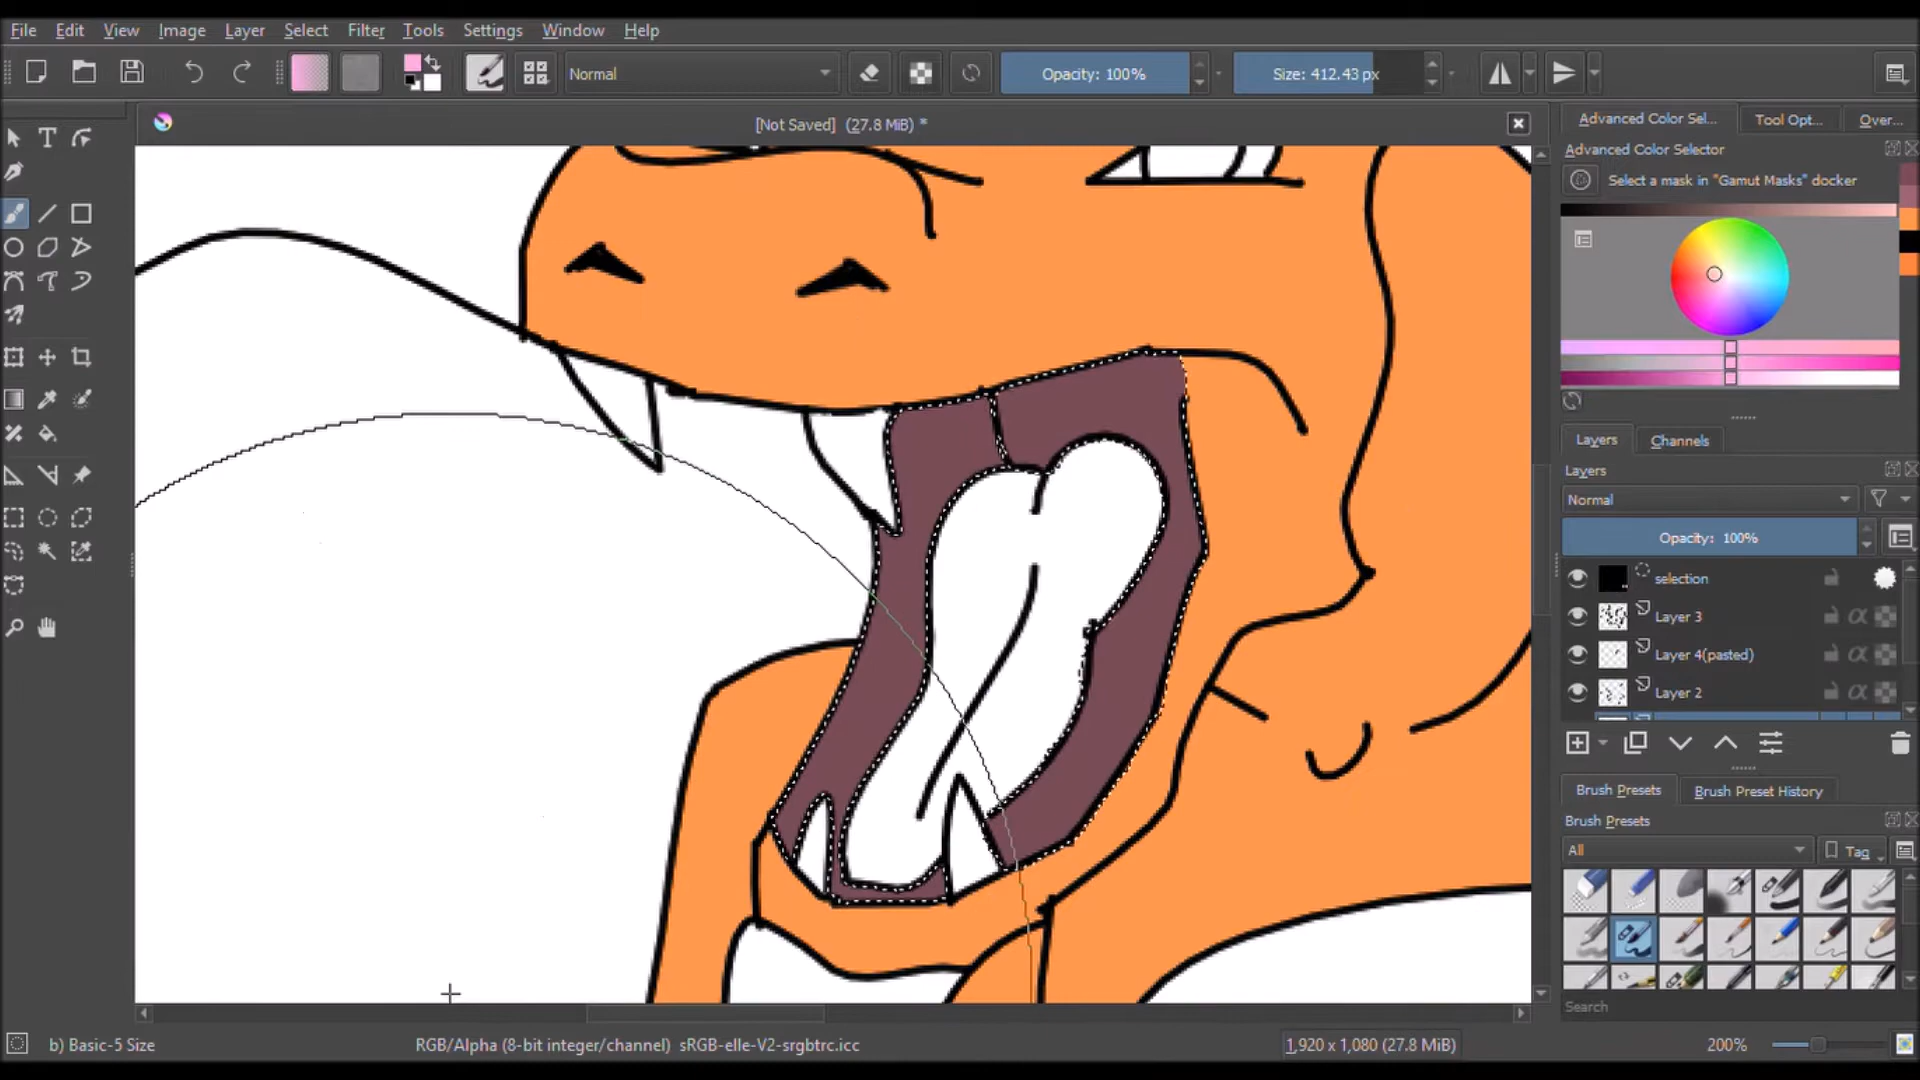 File Edit View Image Layer Select Filter Tools Settings Window Help
Normal
Opacity: 100%
Size: 412.43 px
[Not Saved] (27.8 MiB) *
Advanced Color Sel... Tool Opt... Over...
Advanced Color Selector
Select a mask in "Gamut Masks" docker
Layers Channels
Layers
Normal
Opacity: 100%
selection
Layer 3
Layer 4(pasted)
Layer 2
Brush Presets Brush Preset History
Brush Presets
All Tag
Search
b) Basic-5 Size RGB/Alpha (8-bit integer/channel) sRGB-elle-V2-srgbtrc.icc 1,920 x 1,080 (27.8 MiB) 200%